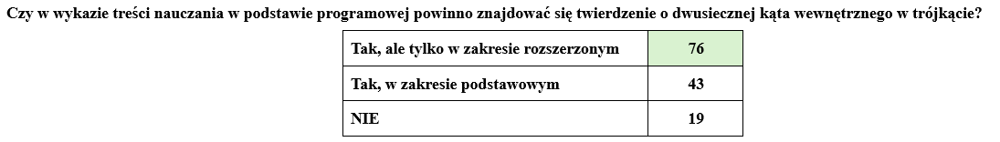 Czy w wykazie treści nauczania w podstawie programowej powinno znajdować się twierdzenie o dwusiecznej kąta wewnętrznego w trójkącie?
Tak, ale tylko w zakresie rozszerzonym 76
Tak, w zakresie podstawowym 43
NIE 19